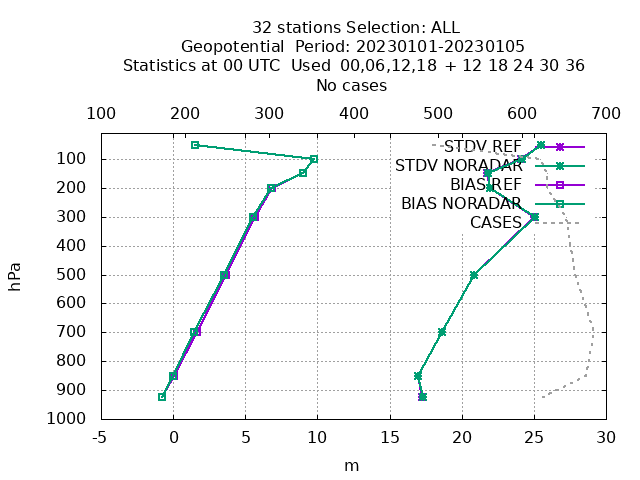 32 stations Selection: ALL
Geopotential  Period: 20230101-20230105
Statistics at 00 UTC  Used  00,06,12,18  + 12 18 24 30 36
No cases
100 200 300 400 500 600 700
STDV REF
STDV NORADAR
BIAS REF
BIAS NORADAR
CASES
100
200
300
400
500
600
700
800
900
1000
hPa
-5 0 5 10 15 20 25 30
m